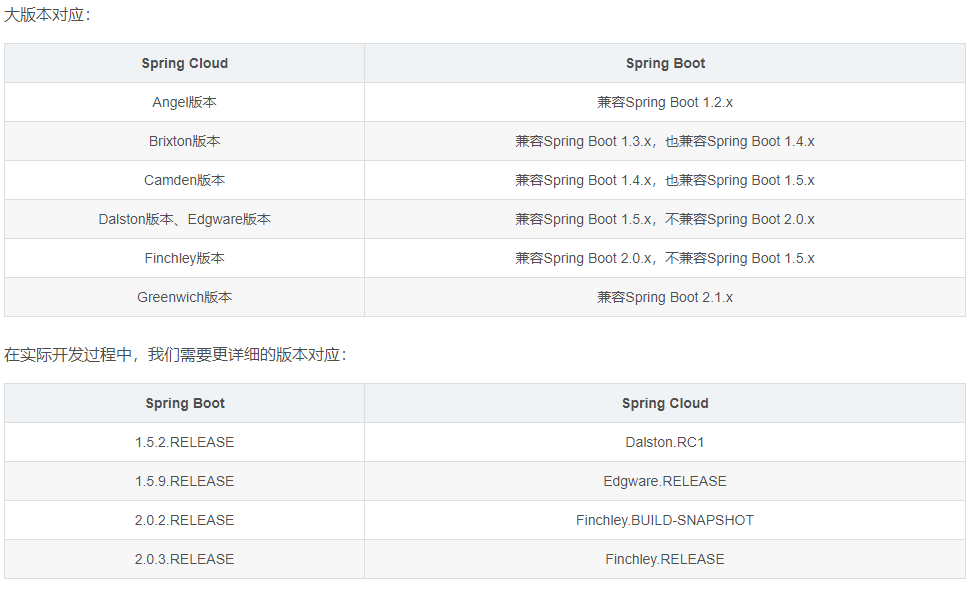 大版本对应：
Spring Cloud Spring Boot
Angel版本 兼容Spring Boot 1.2.x
Brixton版本 兼容Spring Boot 1.3.x，也兼容Spring Boot 1.4.x
Camden版本 兼容Spring Boot 1.4.x，也兼容Spring Boot 1.5.x
Dalston版本、Edgware版本 兼容Spring Boot 1.5.x，不兼容Spring Boot 2.0.x
Finchley版本 兼容Spring Boot 2.0.x，不兼容Spring Boot 1.5.x
Greenwich版本 兼容Spring Boot 2.1.x
在实际开发过程中，我们需要更详细的版本对应：
Spring Boot Spring Cloud
1.5.2.RELEASE Dalston.RC1
1.5.9.RELEASE Edgware.RELEASE
2.0.2.RELEASE Finchley.BUILD-SNAPSHOT
2.0.3.RELEASE Finchley.RELEASE